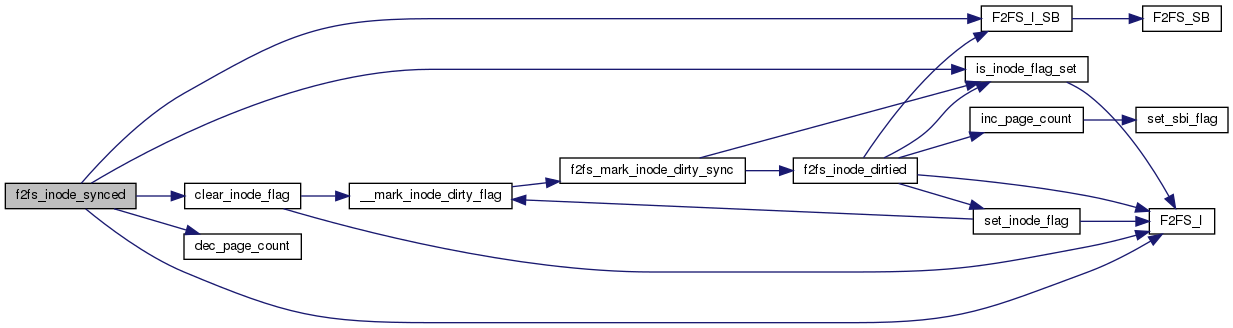 F2FS_I_SB
F2FS_SB
is_inode_flag_set
inc_page_count
set_sbi_flag
f2fs_mark_inode_dirty_sync
f2fs_inode_dirtied
f2fs_inode_synced
clear_inode_flag
__mark_inode_dirty_flag
set_inode_flag
F2FS_I
dec_page_count